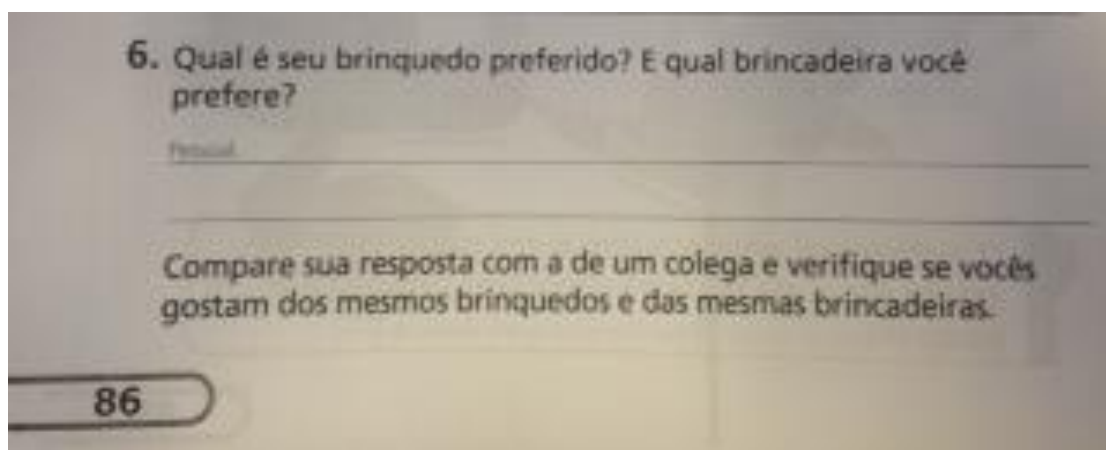 6. Qual é seu brinquedo preferido? E qual brincadeira você
prefere?
Pessoal.
Compare sua resposta com a de um colega e verifique se vocês
gostam dos mesmos brinquedos e das mesmas brincadeiras.
86